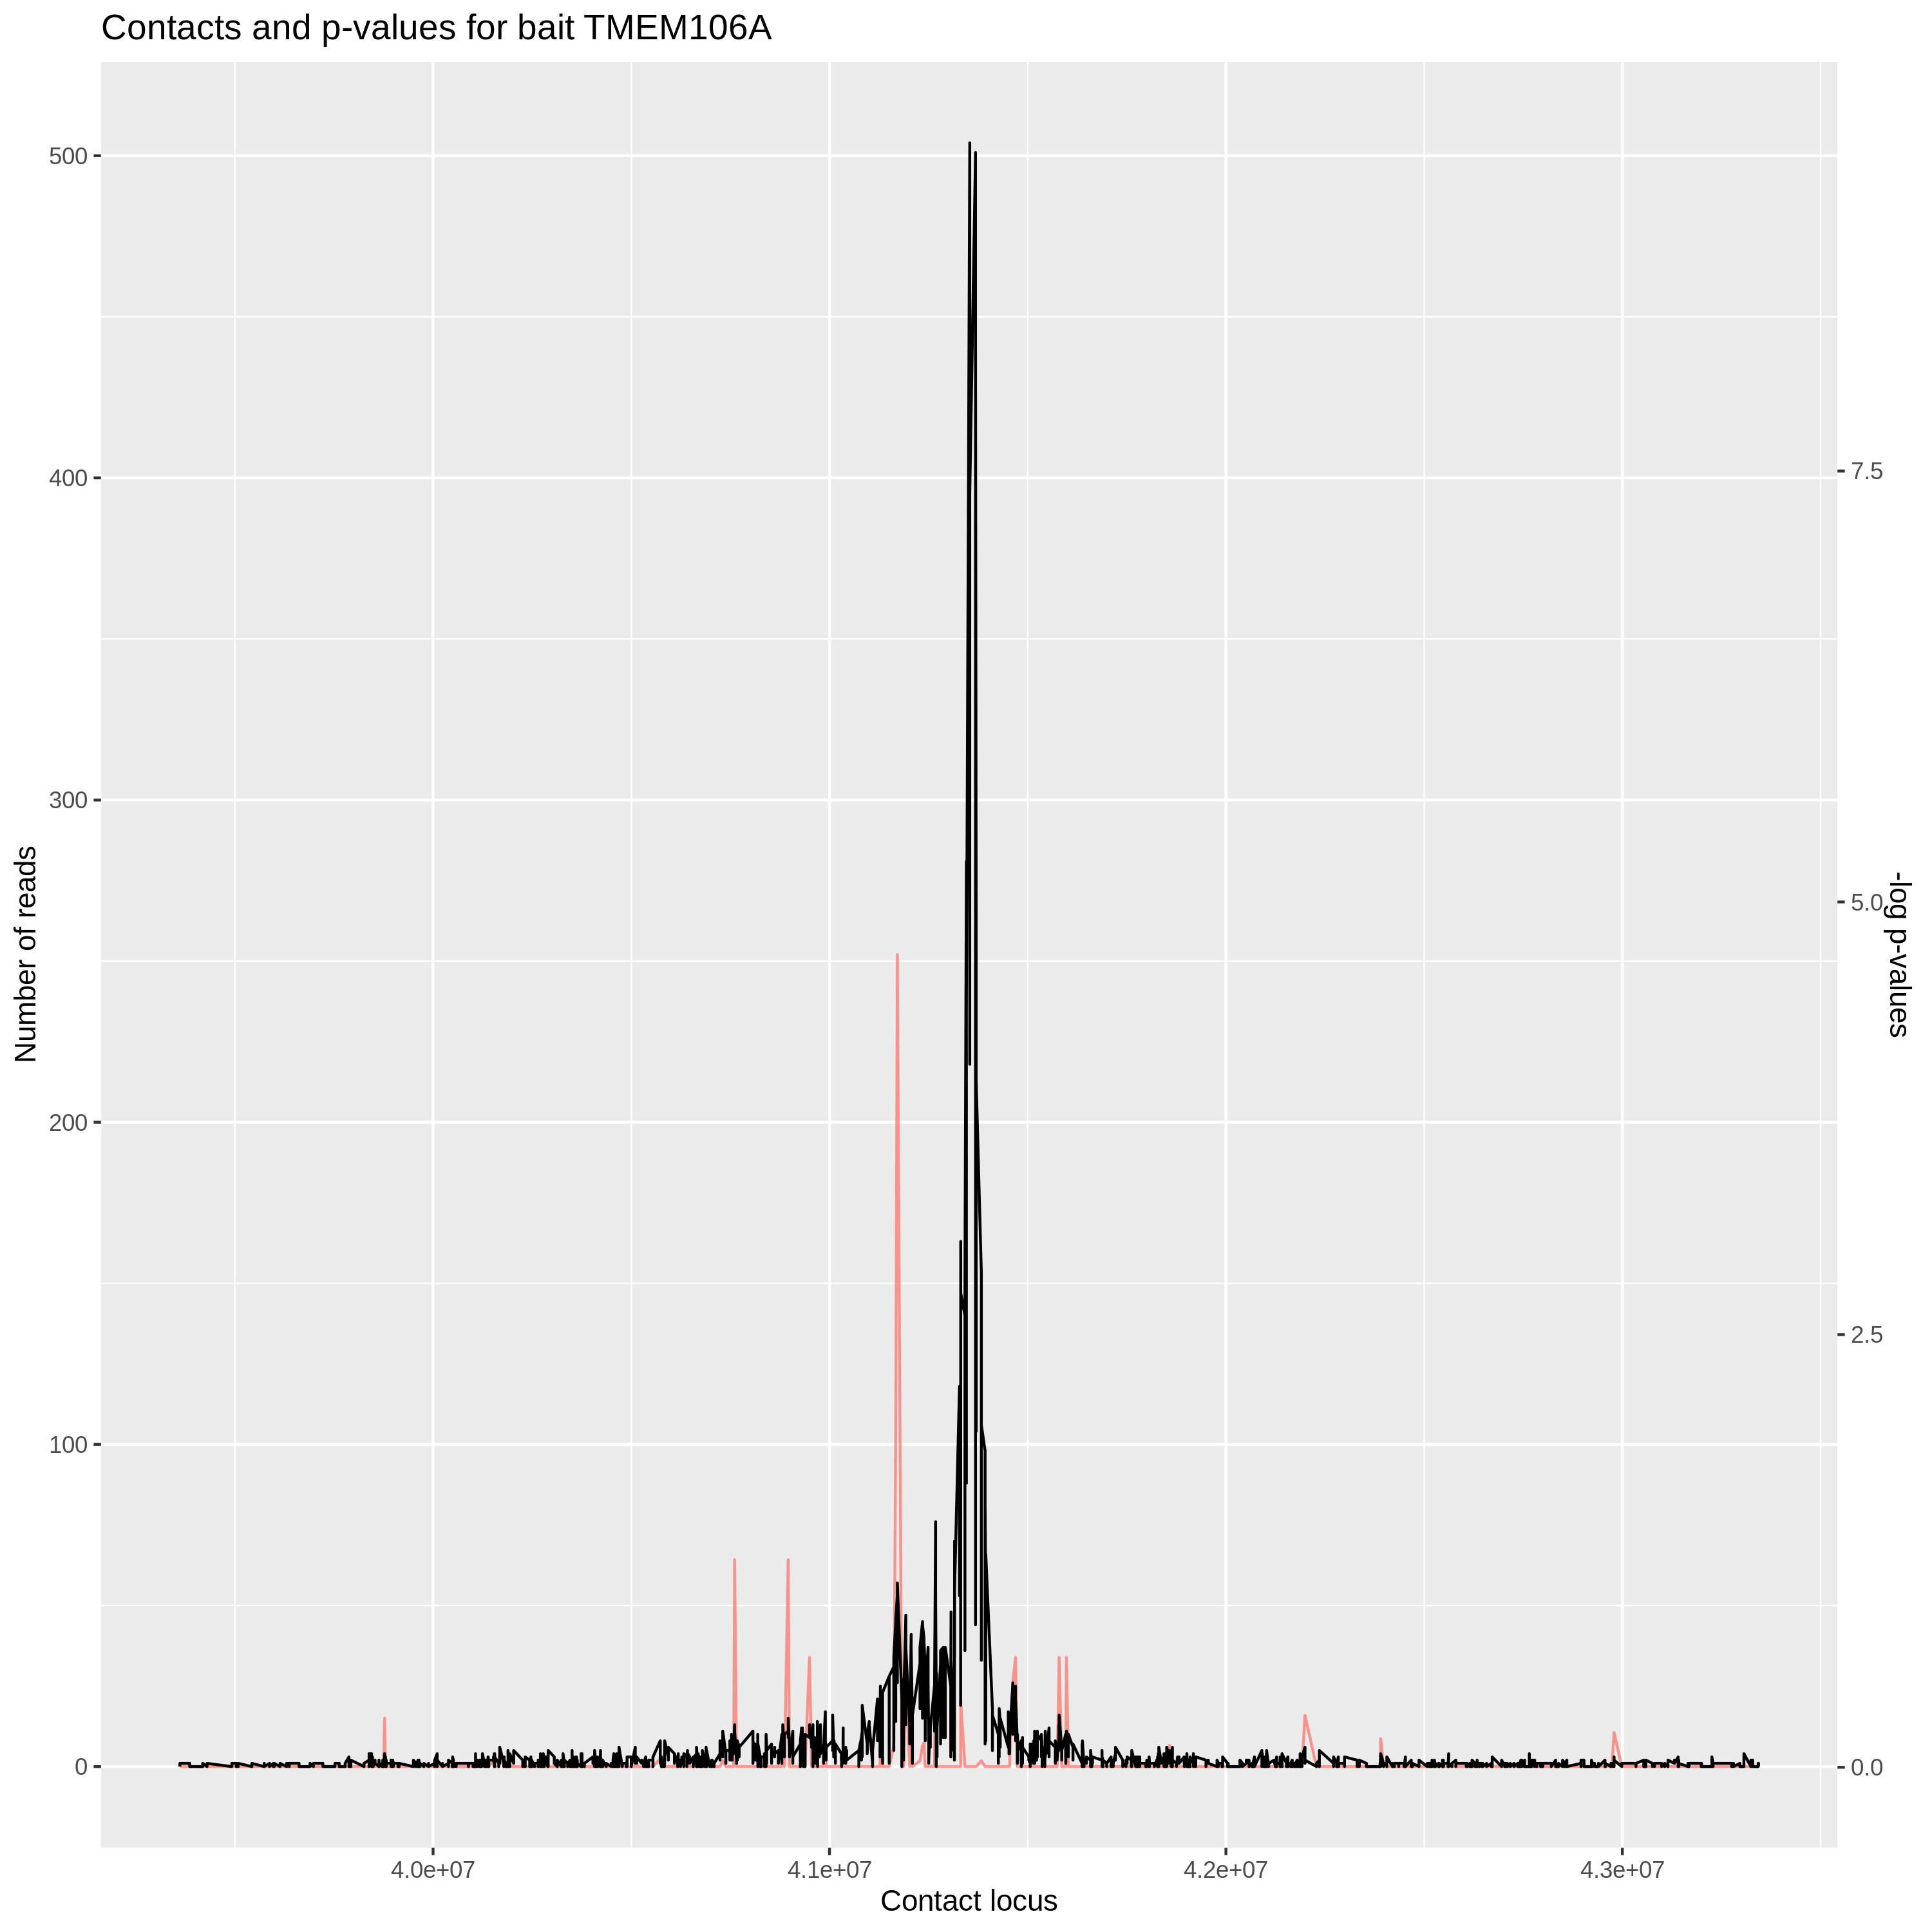 Contacts and p-values for bait TMEM106A
500
400
300
200
100
0
Number of reads
7.5
5.0
2.5
0.0
-log p-values
4.0e+07 4.1e+07 4.2e+07 4.3e+07
Contact locus